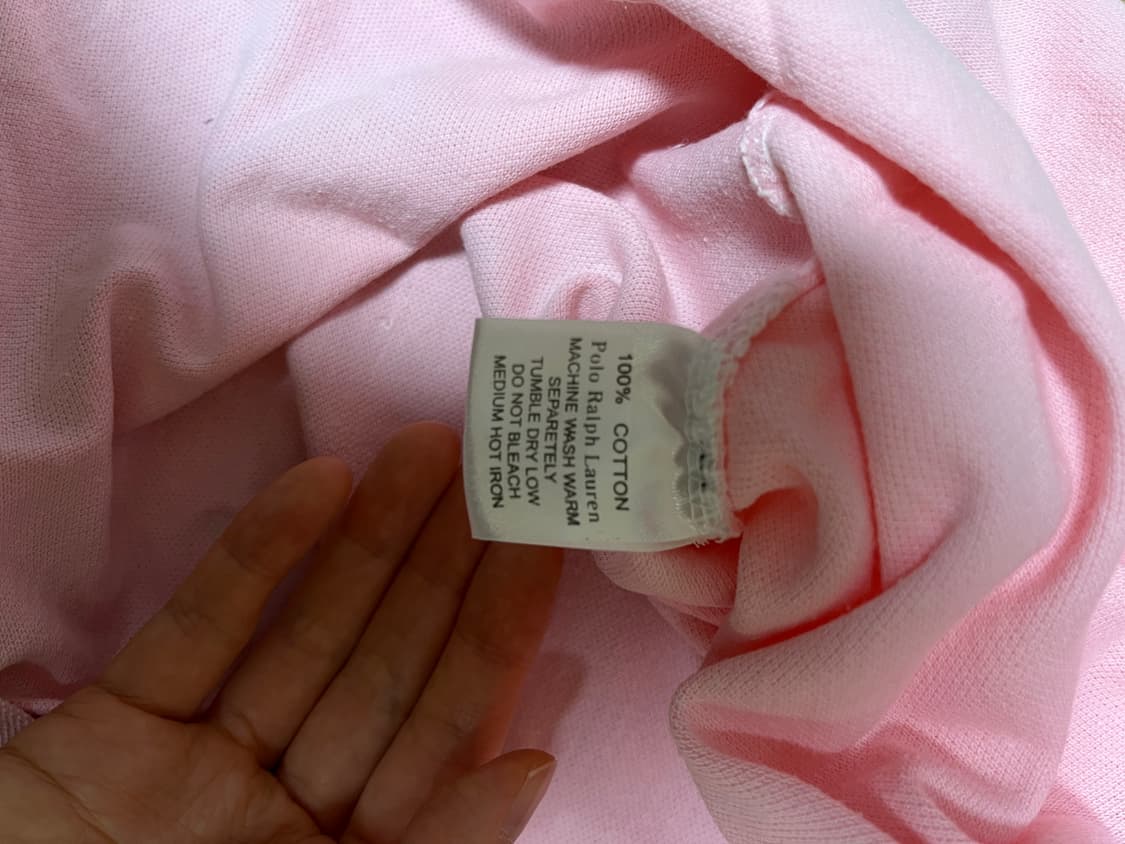 100% COTTON
Polo Ralph Lauren
MACHINE WASH WARM
SEPARETELY
TUMBLE DRY LOW
DO NOT BLEACH
MEDIUM HOT IRON